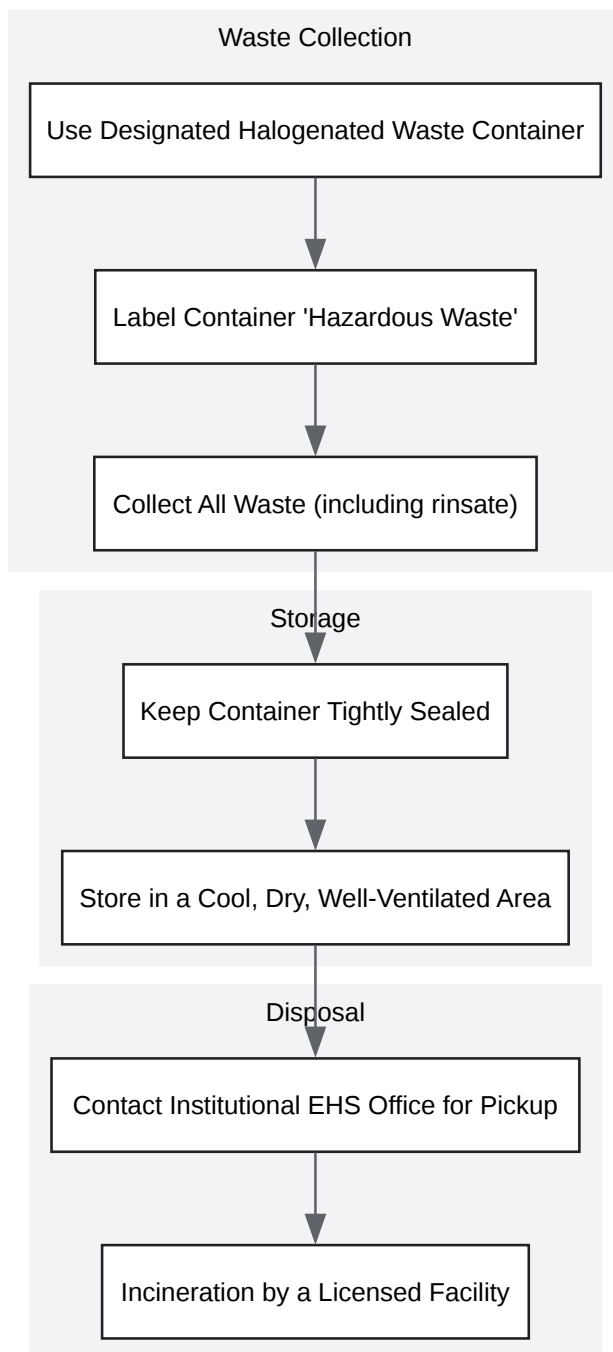 Waste Collection
Use Designated Halogenated Waste Container
Label Container 'Hazardous Waste'
Collect All Waste (including rinsate)
Storage
Keep Container Tightly Sealed
Store in a Cool, Dry, Well-Ventilated Area
Disposal
Contact Institutional EHS Office for Pickup
Incineration by a Licensed Facility